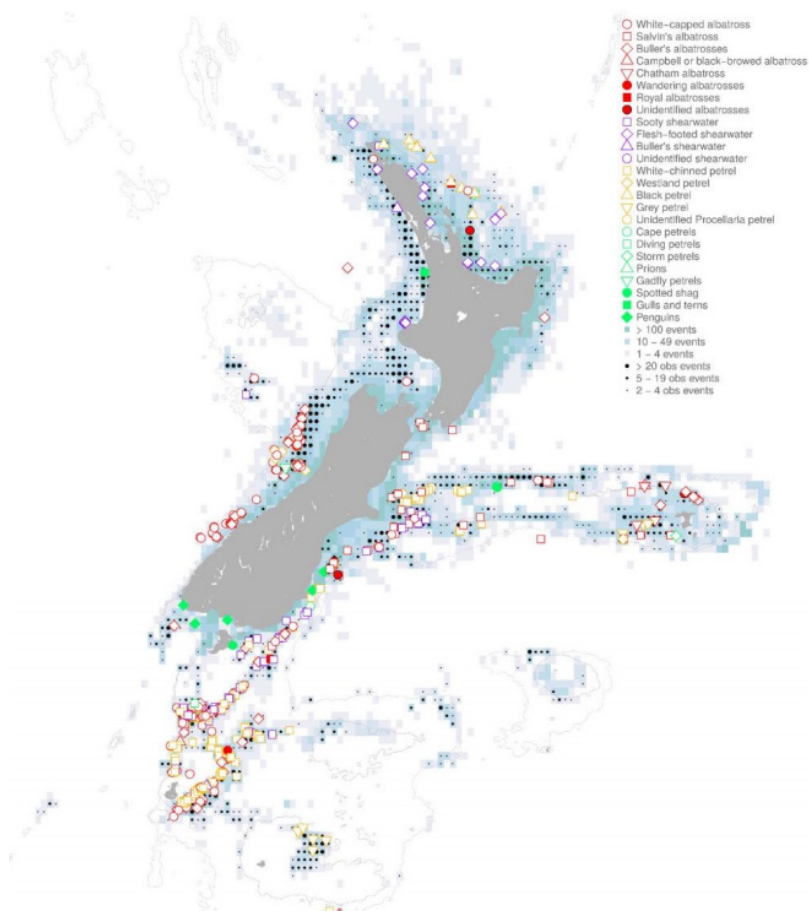 White-capped albatross
Salvin's albatross
Buller's albatrosses
Campbell or black-browed albatross
Chatham albatross
Wandering albatrosses
Royal albatrosses
Unidentified albatrosses
Sooty shearwater
Flesh-footed shearwater
Buller's shearwater
Unidentified shearwater
White-chinned petrel
Westland petrel
Black petrel
Grey petrel
Unidentified Procellaria petrel
Cape petrels
Diving petrels
Storm petrels
Prions
Gadfly petrels
Spotted shag
Gulls and terns
Penguins
> 100 events
10 - 49 events
1 - 4 events
> 20 obs events
5 - 19 obs events
2 - 4 obs events